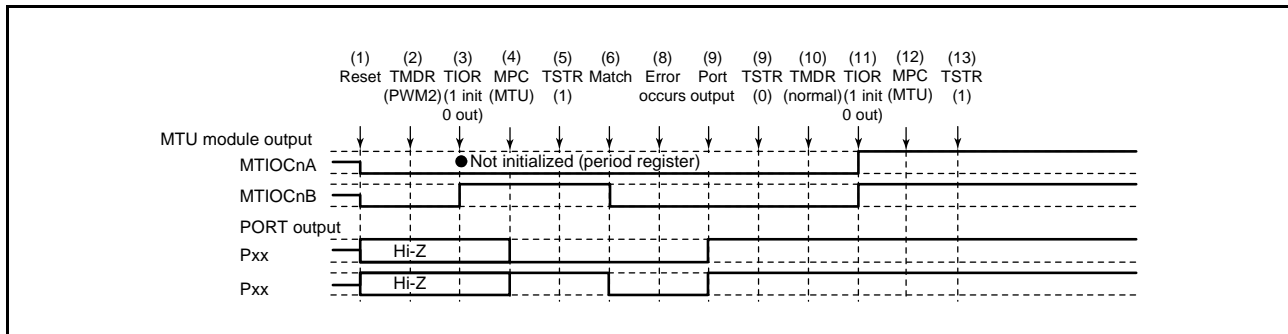 (1) (2) (3) (4) (5) (6) (8) (9) (9) (10) (11) (12) (13)
Reset TMDR TIOR MPC TSTR Match Error Port TSTR TMDR TIOR MPC TSTR
(PWM2) (1 init (MTU) (1) occurs output (0) (normal) (1 init (MTU) (1)
0 out) 0 out)
MTU module output
MTIOCnA
Not initialized (period register)
MTIOCnB
PORT output
Pxx
Hi-Z
Pxx
Hi-Z